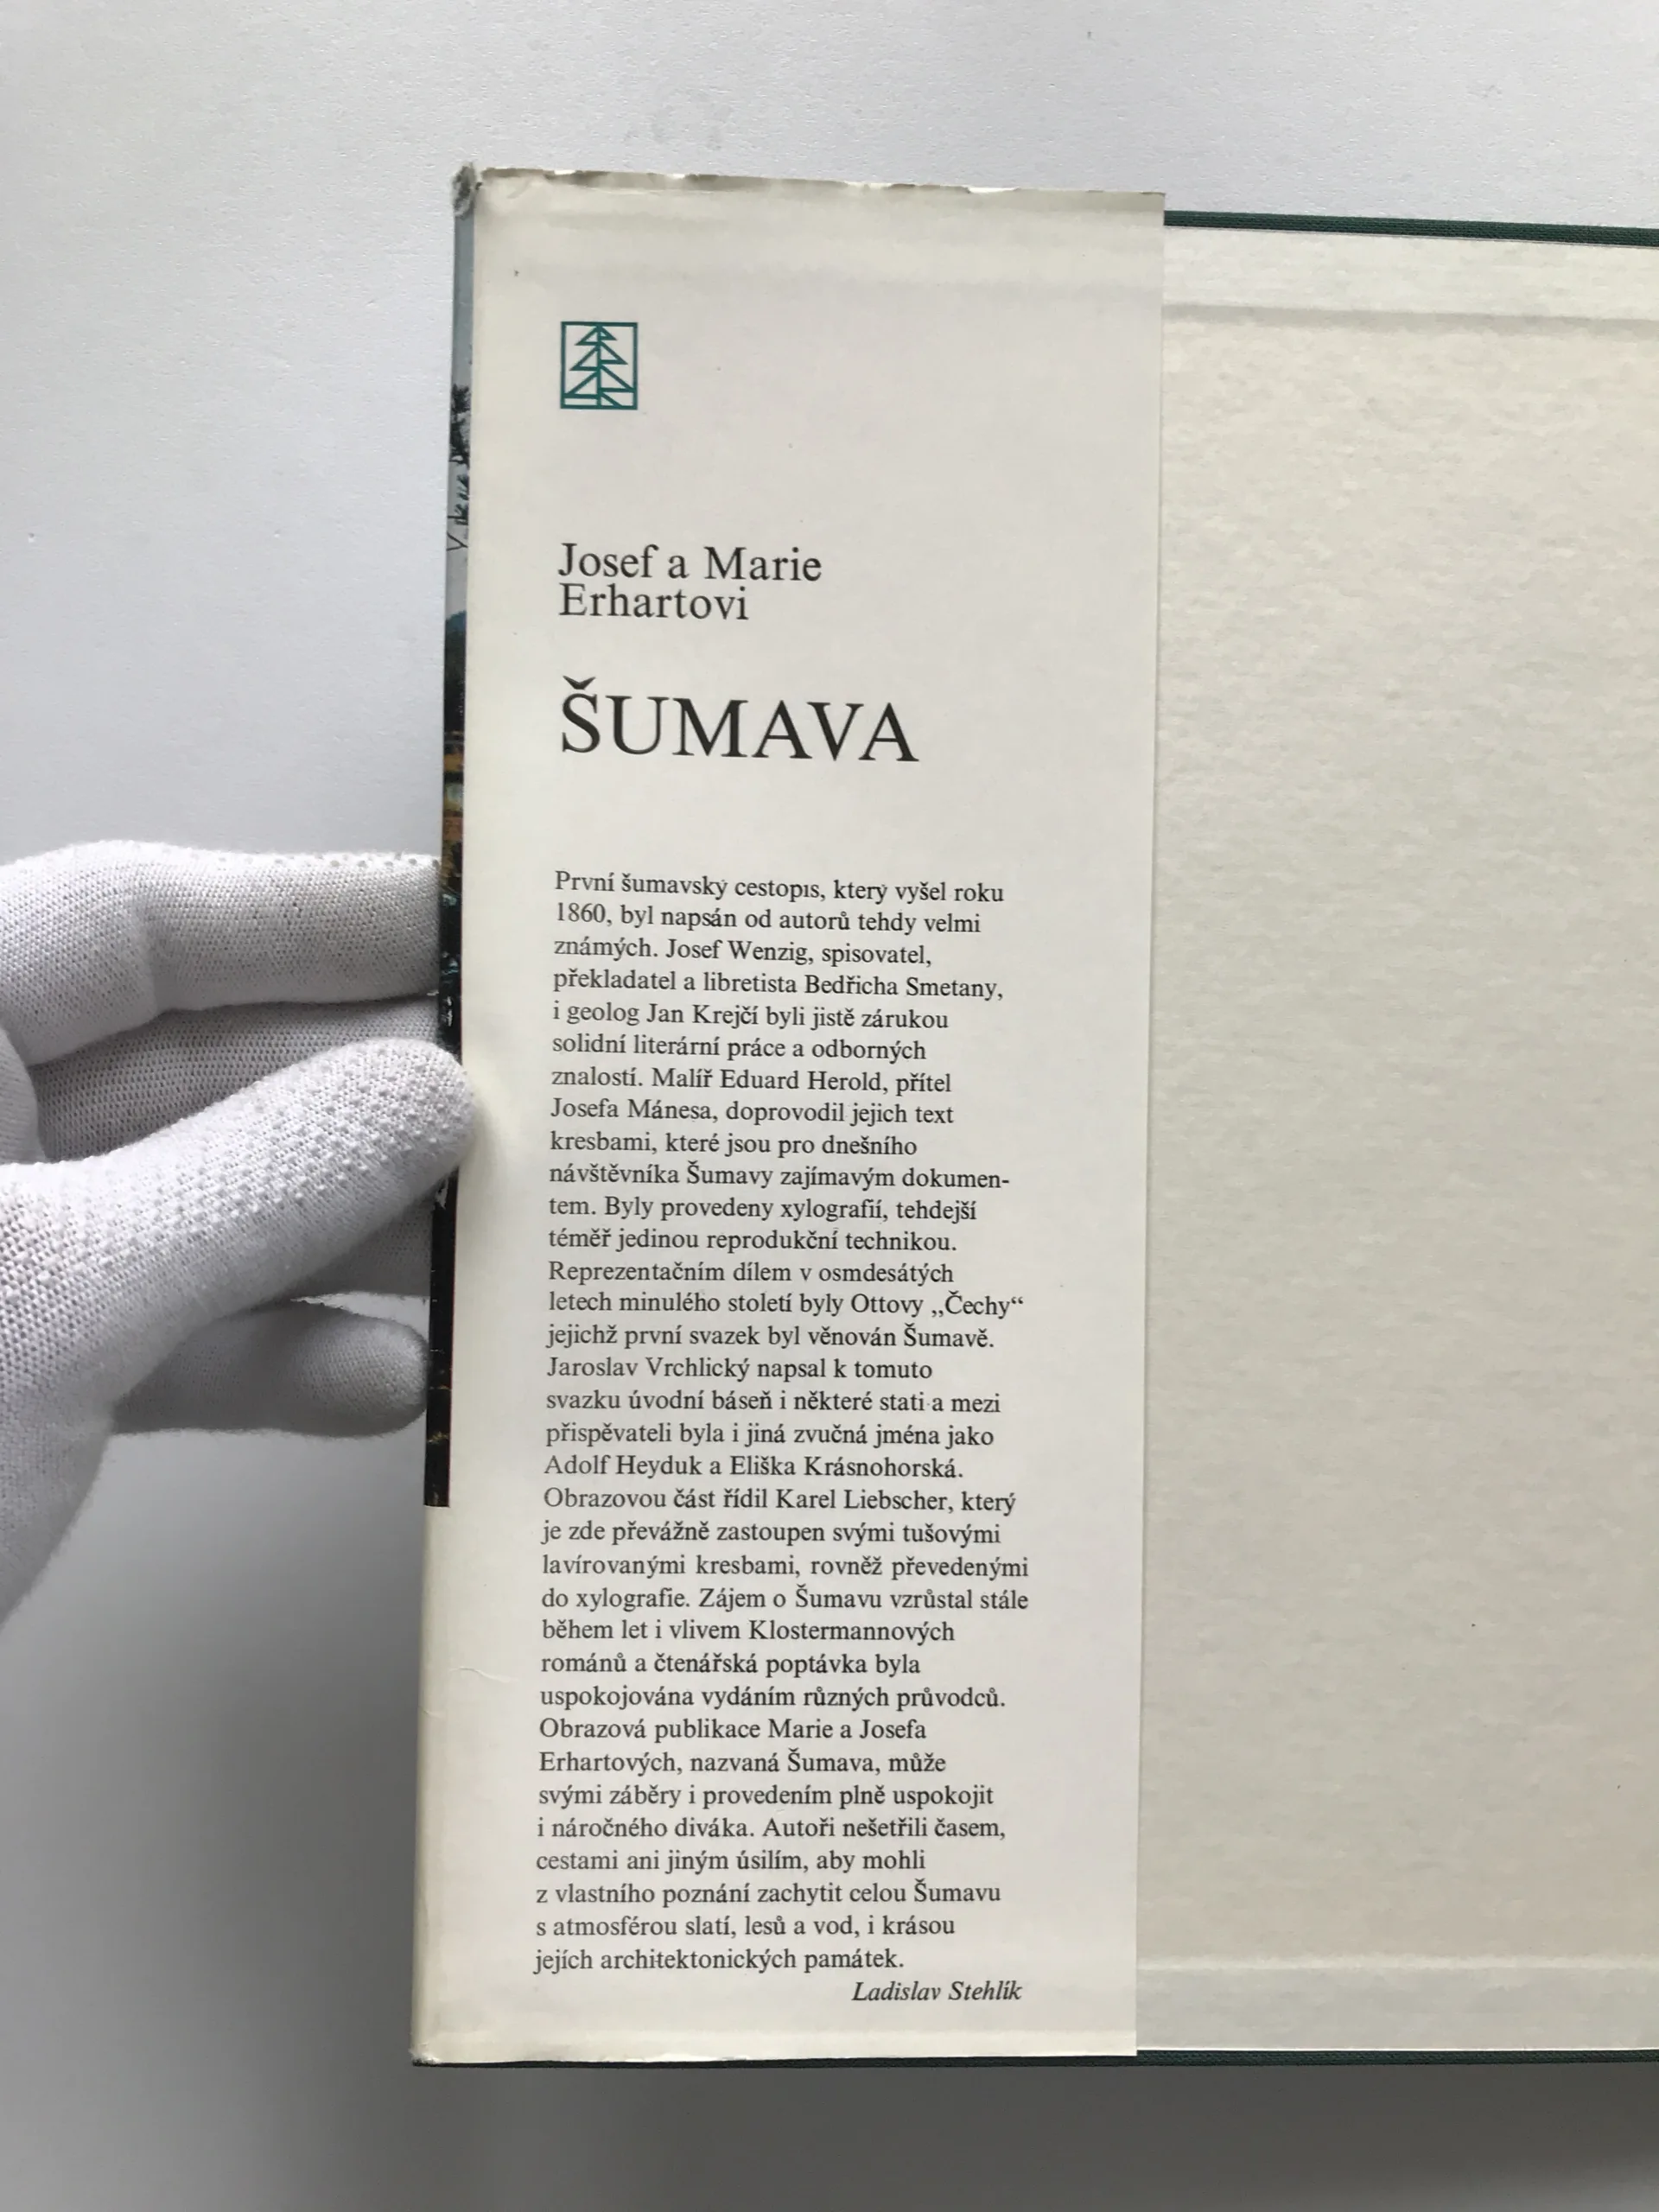 Josef a Marie
Erhartovi
ŠUMAVA
První šumavský cestopis, který vyšel roku
1860, byl napsán od autorů tehdy velmi
známých. Josef Wenzig, spisovatel,
překladatel a libretista Bedřicha Smetany,
i geolog Jan Krejčí byli jistě zárukou
solidní literární práce a odborných
znalostí. Malíř Eduard Herold, přítel
Josefa Mánesa, doprovodil jejich text
kresbami, které jsou pro dnešního
návštěvníka Šumavy zajímavým dokumen-
tem. Byly provedeny xylografií, tehdejší
téměř jedinou reprodukční technikou.
Reprezentačním dílem v osmdesátých
letech minulého století byly Ottovy „Čechy“
jejichž první svazek byl věnován Šumavě.
Jaroslav Vrchlický napsal k tomuto
svazku úvodní báseň i některé stati a mezi
přispěvateli byla i jiná zvučná jména jako
Adolf Heyduk a Eliška Krásnohorská.
Obrazovou část řídil Karel Liebscher, který
je zde převážně zastoupen svými tušovými
lavírovanými kresbami, rovněž převedenými
do xylografie. Zájem o Šumavu vzrůstal stále
během let i vlivem Klostermannových
románů a čtenářská poptávka byla
uspokojována vydáním různých průvodců.
Obrazová publikace Marie a Josefa
Erhartových, nazvaná Šumava, může
svými záběry i provedením plně uspokojit
i náročného diváka. Autoři nešetřili časem,
cestami ani jiným úsilím, aby mohli
z vlastního poznání zachytit celou Šumavu
s atmosférou slatí, lesů a vod, i krásou
jejích architektonických památek.
Ladislav Stehlík